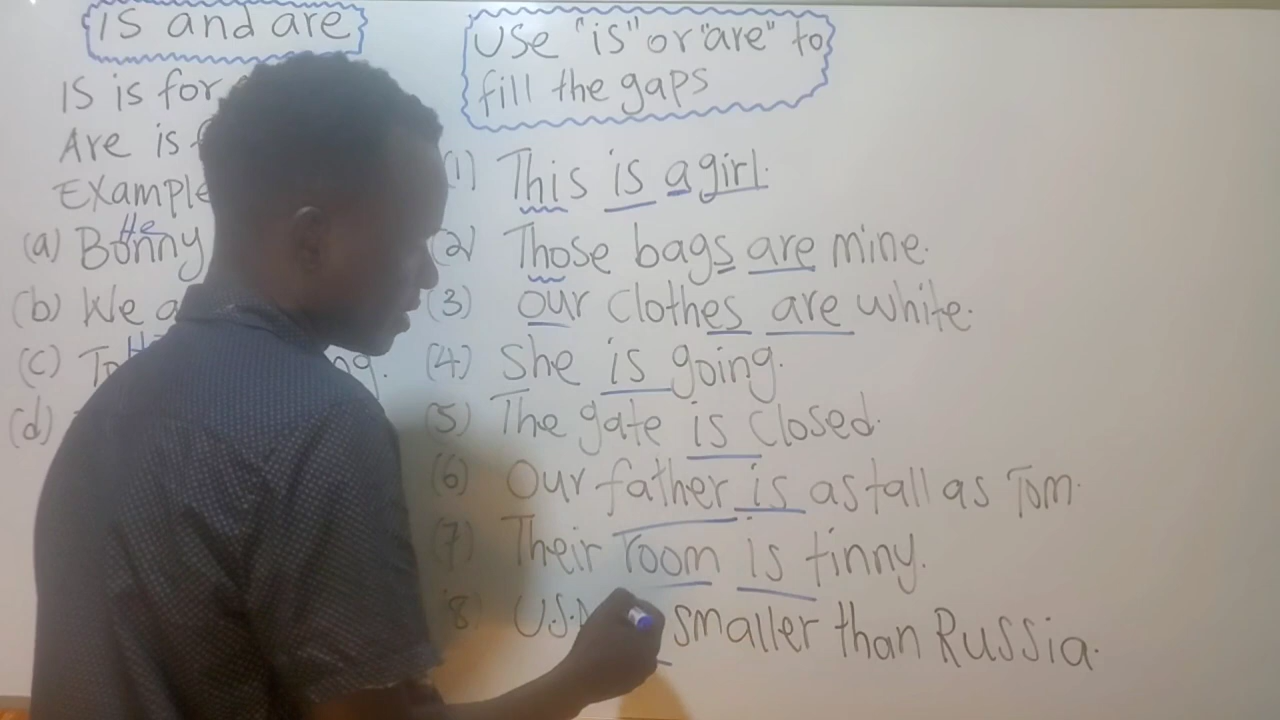 is and are
IS is for
Are is
Example
He
(a) Bonny
(b) We a
(c) To
ng.
(d)
Use "is" or "are" to
fill the gaps
(1) This is a girl.
(2) Those bags are mine.
(3) our clothes are white.
(4) She is going.
(5) The gate is closed.
(6) Our father is as tall as Tom.
(7) Their room is tinny.
(8) U.S. smaller than Russia.